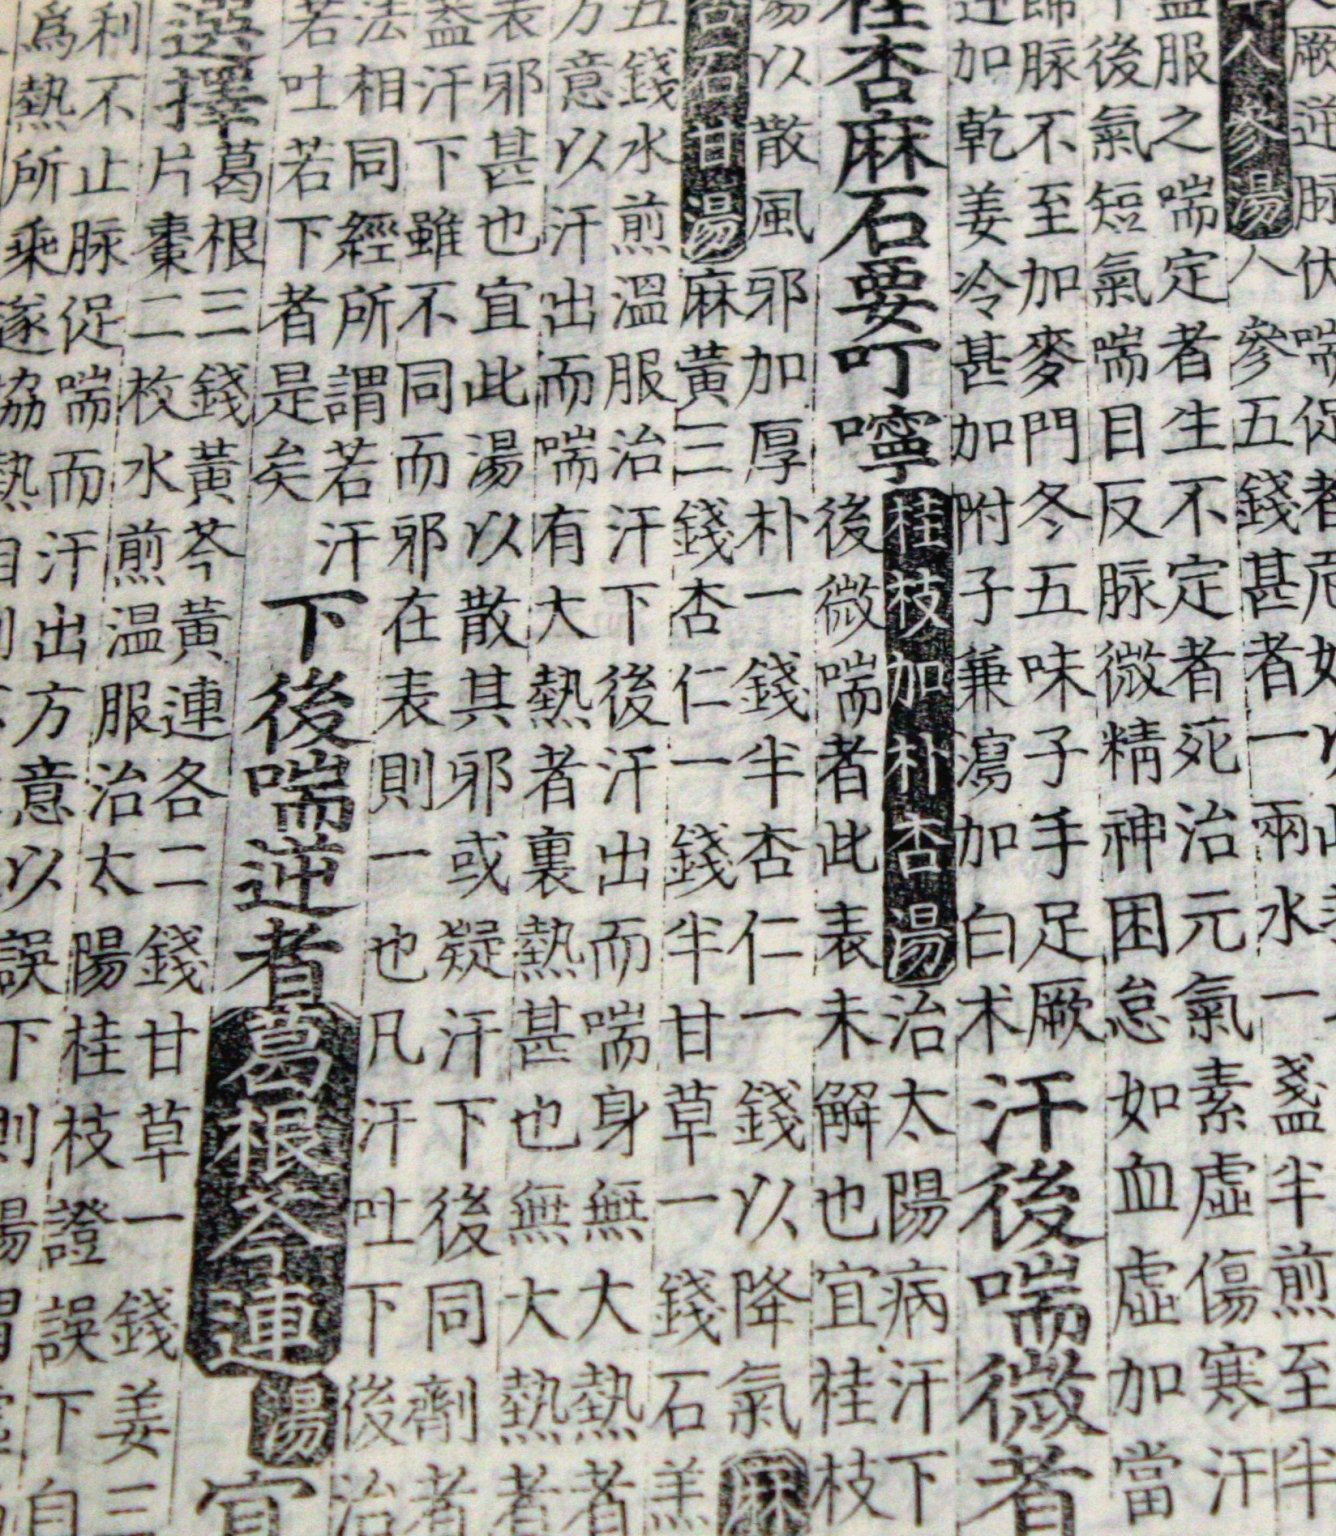 厥逆脉伏喘促者危
人參湯人參五錢甚者一兩水一盞半煎至半
盃服之喘定者生不定者死治元氣素虛傷寒汗
後氣短氣喘目反脉微精神困怠如血虛加當
歸脉不至加麥門冬五味子手足厥
逆加乾姜冷甚加附子兼瀉加白术
汗後喘微者
桂杏麻石要叮嚀
桂枝加朴杏湯治太陽病汗下
後微喘者此表未解也宜桂枝
湯以散風邪加厚朴一錢半杏仁一錢以降氣麻
杏石甘湯麻黃三錢杏仁一錢半甘草一錢石羔
五錢水煎溫服治汗下後汗出而喘身無大熱者
方意以汗出而喘有大熱者裏熱甚也無大熱者
表邪甚也宜此湯以散其邪或疑汗下後同劑者
盖汗下雖不同而邪在表則一也凡汗吐下後治
法相同經所謂若汗
若吐若下者是矣
下後喘逆者葛根芩連湯宜
選擇
葛根三錢黃芩黃連各二錢甘草一錢姜三
片棗二枚水煎温服治太陽桂枝證誤下自
利不止脉促喘而汗出方意以誤下則
爲熱所乘遂協熱自利